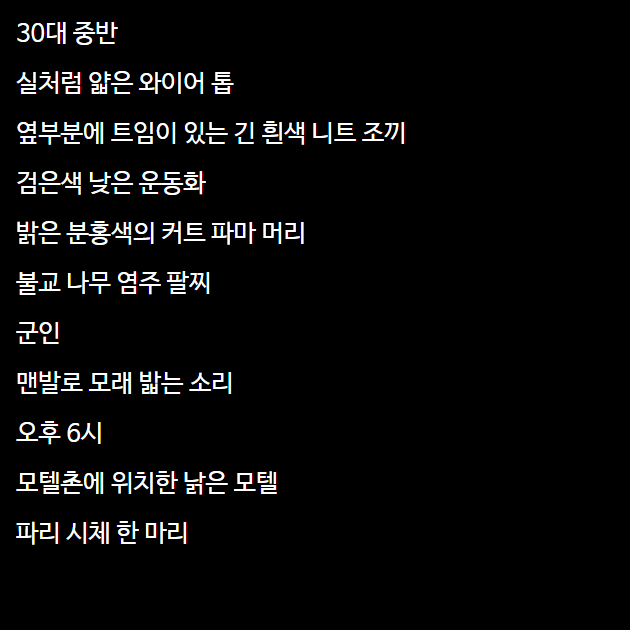 30대 중반
실처럼 얇은 와이어 톱
옆부분에 트임이 있는 긴 흰색 니트 조끼
검은색 낮은 운동화
밝은 분홍색의 커트 파마 머리
불교 나무 염주 팔찌
군인
맨발로 모래 밟는 소리
오후 6시
모텔촌에 위치한 낡은 모텔
파리 시체 한 마리